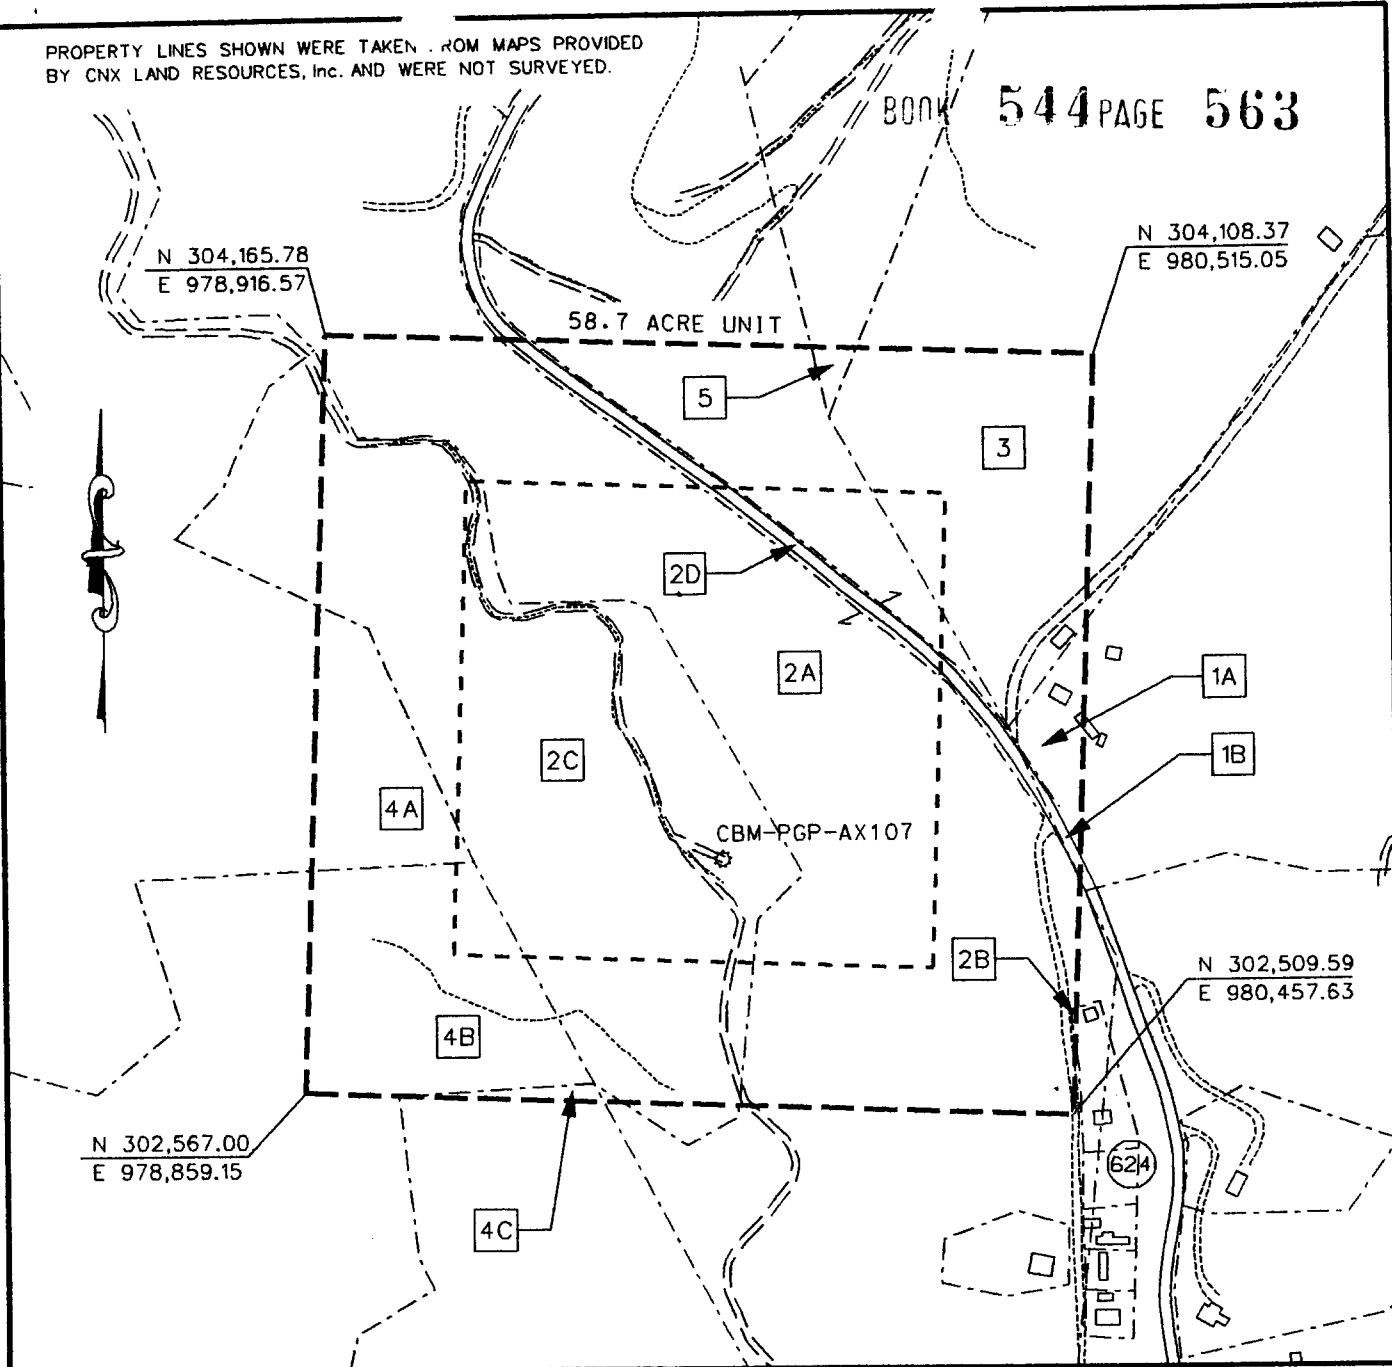 PROPERTY LINES SHOWN WERE TAKEN ROM MAPS PROVIDED
BY CNX LAND RESOURCES, Inc. AND WERE NOT SURVEYED.
BOOK 544 PAGE 563
N 304,165.78
E 978,916.57
N 304,108.37
E 980,515.05
58.7 ACRE UNIT
5
3
2D
2A
1A
1B
2C
4A
CBM-PGP-AX107
2B
N 302,509.59
E 980,457.63
4B
N 302,567.00
E 978,859.15
624
4C